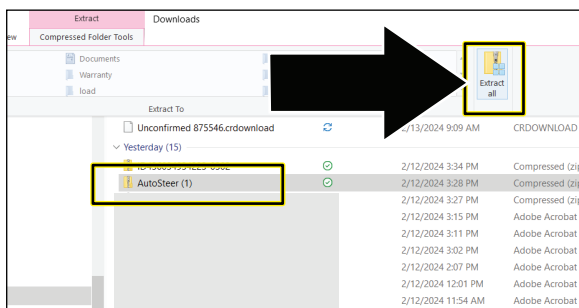 Extract Downloads
ew Compressed Folder Tools
Documents
Warranty
load
Extract
all
Extract To
Unconfirmed 875546.crdownload /13/2024 9:09 AM CRDOWNLOAD
Yesterday (15)
2/12/2024 3:34 PM Compressed (zip
AutoSteer (1) 2/12/2024 3:28 PM Compressed (zip
2/12/2024 3:27 PM Compressed (zip
2/12/2024 3:15 PM Adobe Acrobat
2/12/2024 3:11 PM Adobe Acrobat
2/12/2024 3:02 PM Adobe Acrobat
2/12/2024 2:07 PM Adobe Acrobat
2/12/2024 12:01 PM Adobe Acrobat
2/12/2024 11:54 AM Adobe Acrobat